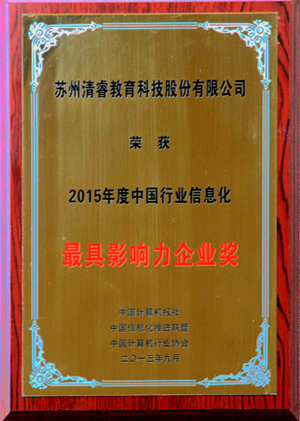 苏州清睿教育科技股份有限公司
荣 获
2015年度中国行业信息化
最具影响力企业奖
中国计算机报社
中国信息化推进联盟
中国计算机行业协会
二〇一五年九月